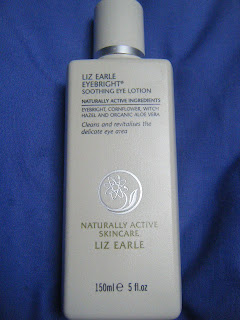 LIZ EARLE
EYEBRIGHT®
SOOTHING EYE LOTION
NATURALLY ACTIVE INGREDIENTS
EYEBRIGHT, CORNFLOWER, WITCH
HAZEL AND ORGANIC ALOE VERA
Cleans and revitalises the
delicate eye area
NATURALLY ACTIVE
SKINCARE
LIZ EARLE
150ml ℮ 5 fl.oz